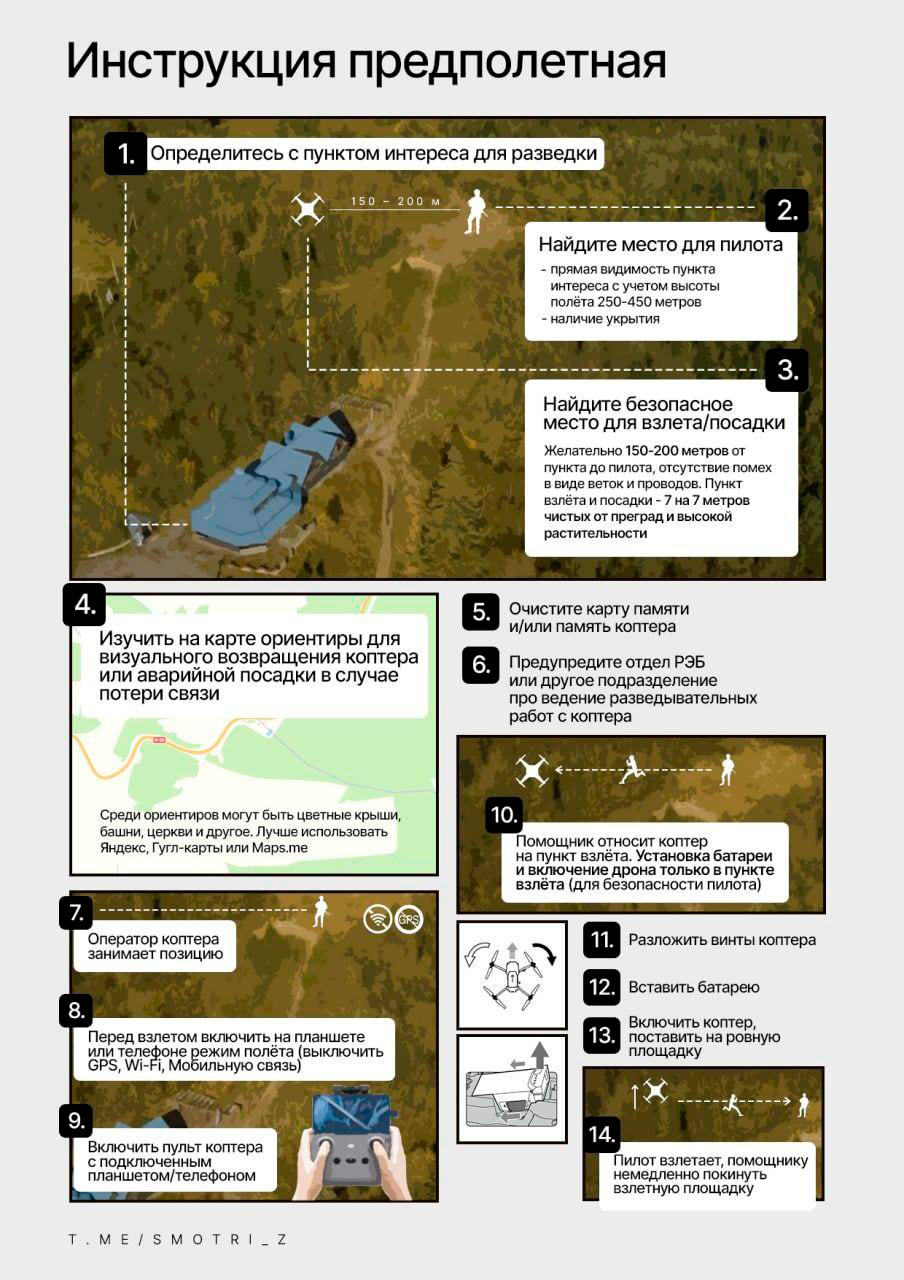 Инструкция предполетная
1.
Определитесь с пунктом интереса для разведки
150 – 200 м
2.
Найдите место для пилота
- прямая видимость пункта
интереса с учетом высоты
полёта 250-450 метров
- наличие укрытия
3.
Найдите безопасное
место для взлета/посадки
Желательно 150-200 метров от
пункта до пилота, отсутствие помех
в виде веток и проводов. Пункт
взлёта и посадки - 7 на 7 метров
чистых от преград и высокой
растительности
4.
Изучить на карте ориентиры для
визуального возвращения коптера
или аварийной посадки в случае
потери связи
Среди ориентиров могут быть цветные крыши,
башни, церкви и другое. Лучше использовать
Яндекс, Гугл-карты или Maps.me
5.
Очистите карту памяти
и/или память коптера
6.
Предупредите отдел РЭБ
или другое подразделение
про ведение разведывательных
работ с коптера
7.
Оператор коптера
занимает позицию
GPS
8.
Перед взлетом включить на планшете
или телефоне режим полёта (выключить
GPS, Wi-Fi, Мобильную связь)
9.
Включить пульт коптера
с подключенным
планшетом/телефоном
10.
Помощник относит коптер
на пункт взлёта. Установка батареи
и включение дрона только в пункте
взлёта (для безопасности пилота)
11.
Разложить винты коптера
12.
Вставить батарею
13.
Включить коптер,
поставить на ровную
площадку
14.
Пилот взлетает, помощнику
немедленно покинуть
взлетную площадку
T.ME/SMOTRI_Z